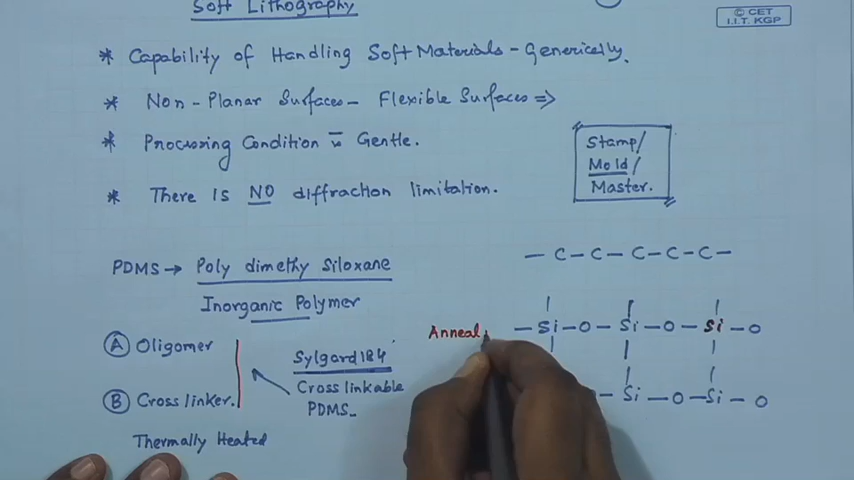 Soft Lithography
© CET
I.I.T. KGP
* Capability of Handling Soft Materials - Generically.
* Non - Planar Surfaces - Flexible Surfaces ⇒
* Processing Condition is Gentle.
* There is NO diffraction limitation.
Stamp/
Mold/
Master.
PDMS → Poly dimethy Siloxane
Inorganic Polymer
— C — C — C — C — C —
A Oligomer
B Cross linker.
Sylgard 184
Cross linkable
PDMS
Thermally Heated
Anneal
— Si — O — Si — O — Si — O
— Si — O — Si — O